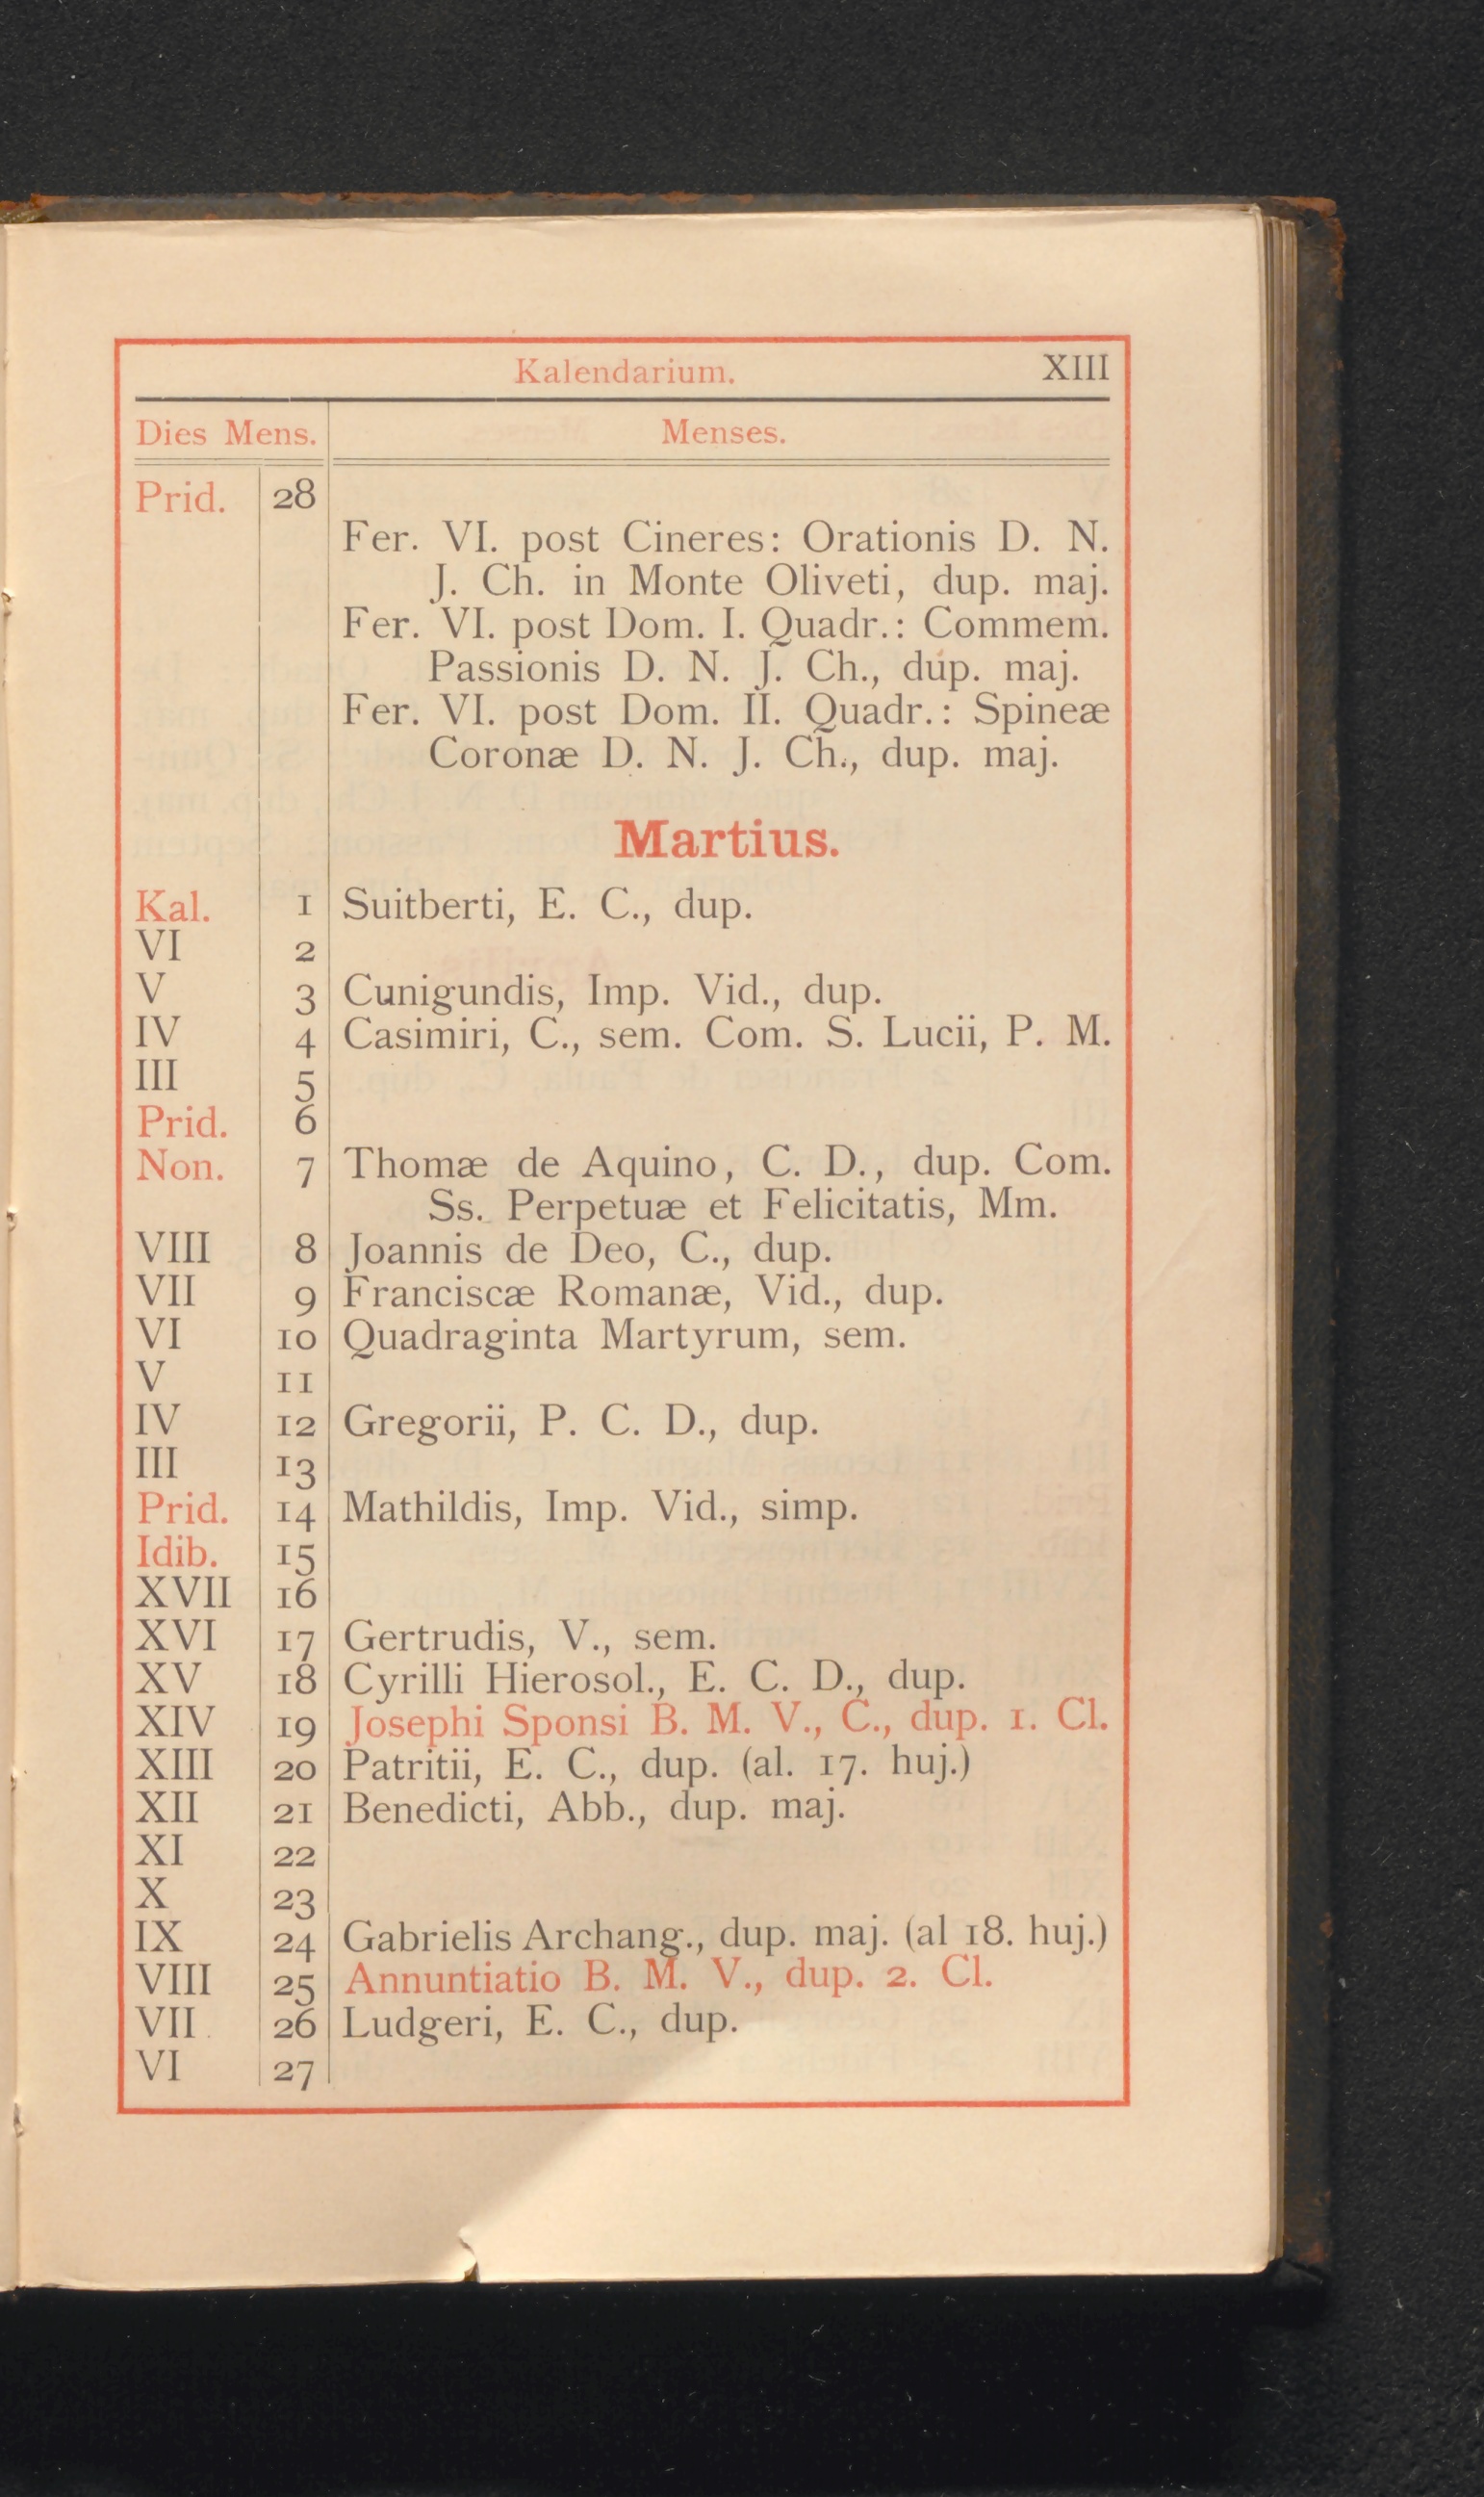 Kalendarium. XIII
Dies Mens. Menses.
Prid. 28
Fer. VI. post Cineres: Orationis D. N.
J. Ch. in Monte Oliveti, dup. maj.
Fer. VI. post Dom. I. Quadr.: Commem.
Passionis D. N. J. Ch., dup. maj.
Fer. VI. post Dom. II. Quadr.: Spineæ
Coronæ D. N. J. Ch., dup. maj.
Martius.
Kal. 1 Suitberti, E. C., dup.
VI 2
V 3 Cunigundis, Imp. Vid., dup.
IV 4 Casimiri, C., sem. Com. S. Lucii, P. M.
III 5
Prid. 6
Non. 7 Thomæ de Aquino, C. D., dup. Com.
Ss. Perpetuæ et Felicitatis, Mm.
VIII 8 Joannis de Deo, C., dup.
VII 9 Franciscæ Romanæ, Vid., dup.
VI 10 Quadraginta Martyrum, sem.
V 11
IV 12 Gregorii, P. C. D., dup.
III 13
Prid. 14 Mathildis, Imp. Vid., simp.
Idib. 15
XVII 16
XVI 17 Gertrudis, V., sem.
XV 18 Cyrilli Hierosol., E. C. D., dup.
XIV 19 Josephi Sponsi B. M. V., C., dup. 1. Cl.
XIII 20 Patritii, E. C., dup. (al. 17. huj.)
XII 21 Benedicti, Abb., dup. maj.
XI 22
X 23
IX 24 Gabrielis Archang., dup. maj. (al 18. huj.)
VIII 25 Annuntiatio B. M. V., dup. 2. Cl.
VII 26 Ludgeri, E. C., dup.
VI 27